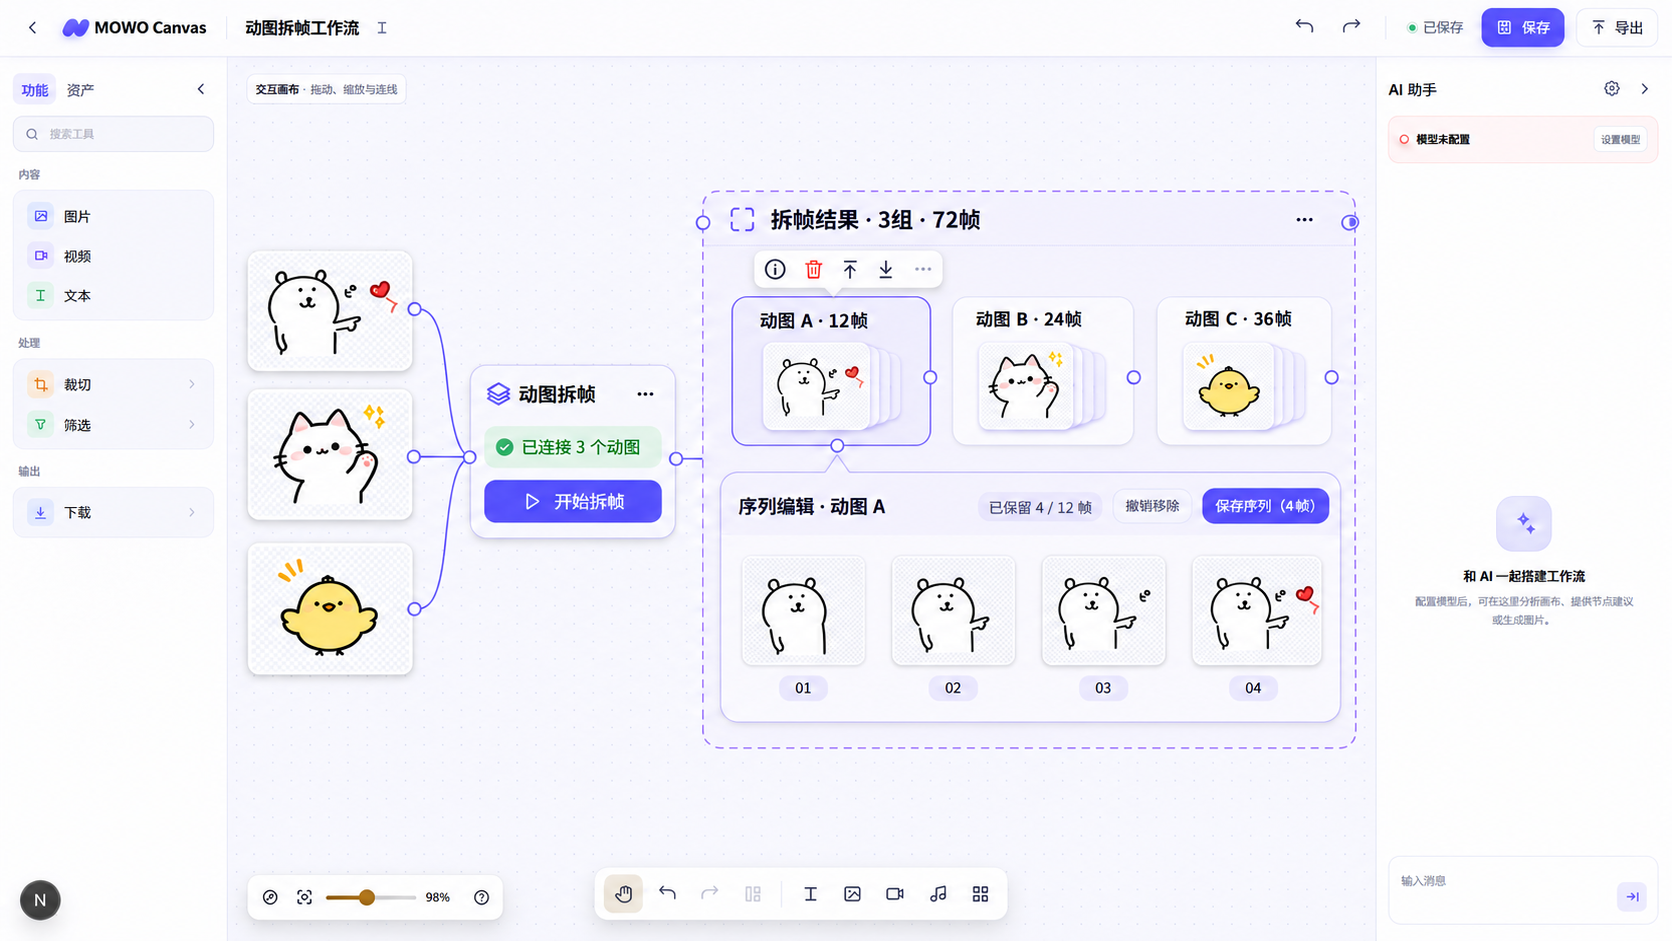 MOWO Canvas
动图拆帧工作流
已保存
保存
导出
功能
资产
搜索工具
内容
图片
视频
文本
处理
裁切
筛选
输出
下载
N
交互画布 · 拖动、缩放与连线
动图拆帧
已连接 3 个动图
开始拆帧
拆帧结果 · 3组 · 72帧
动图 A · 12帧
动图 B · 24帧
动图 C · 36帧
序列编辑 · 动图 A
已保留 4 / 12 帧
撤销移除
保存序列（4帧）
01
02
03
04
98%
AI 助手
模型未配置
设置模型
和 AI 一起搭建工作流
配置模型后，可在这里分析画布、提供节点建议
或生成图片。
输入消息